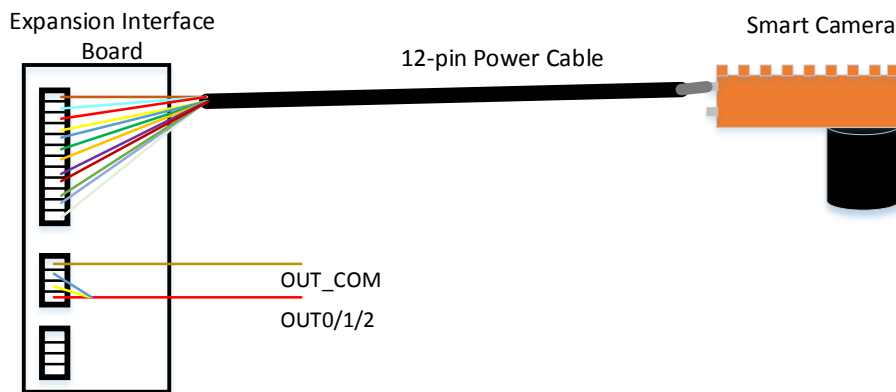 Expansion Interface
Board
12-pin Power Cable
Smart Camera
OUT_COM
OUT0/1/2